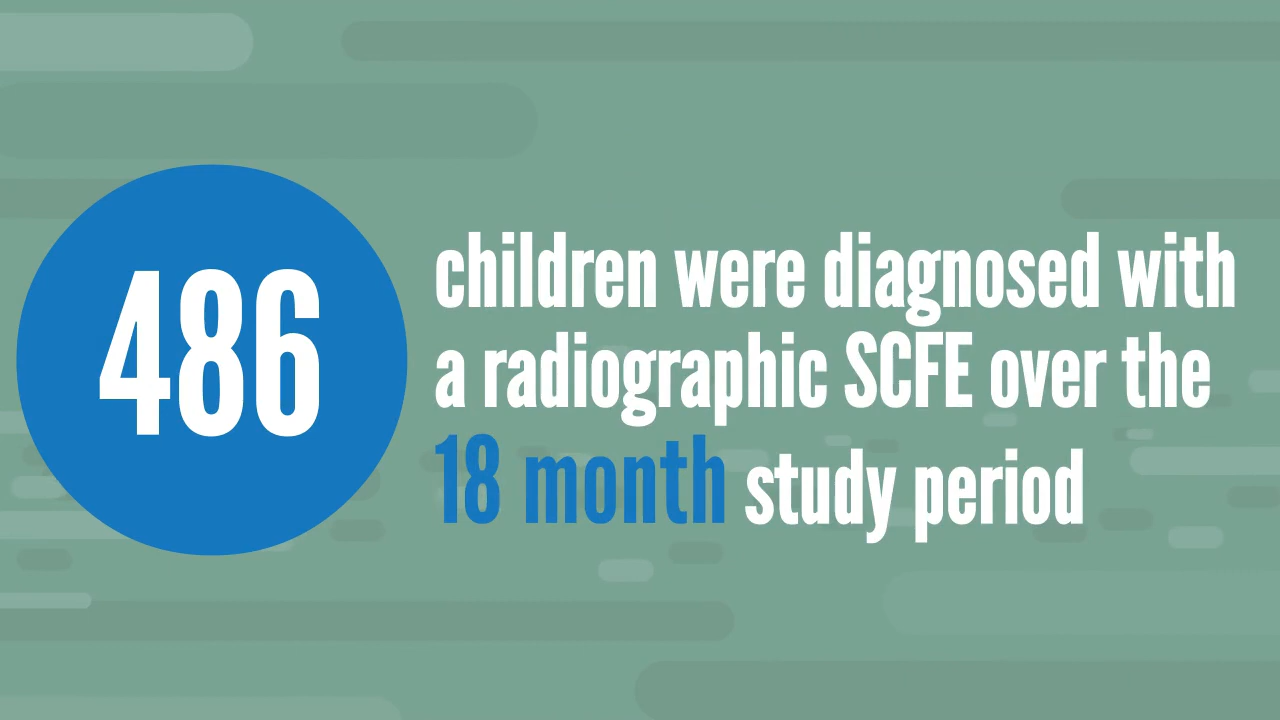 486
children were diagnosed with
a radiographic SCFE over the
18 month study period